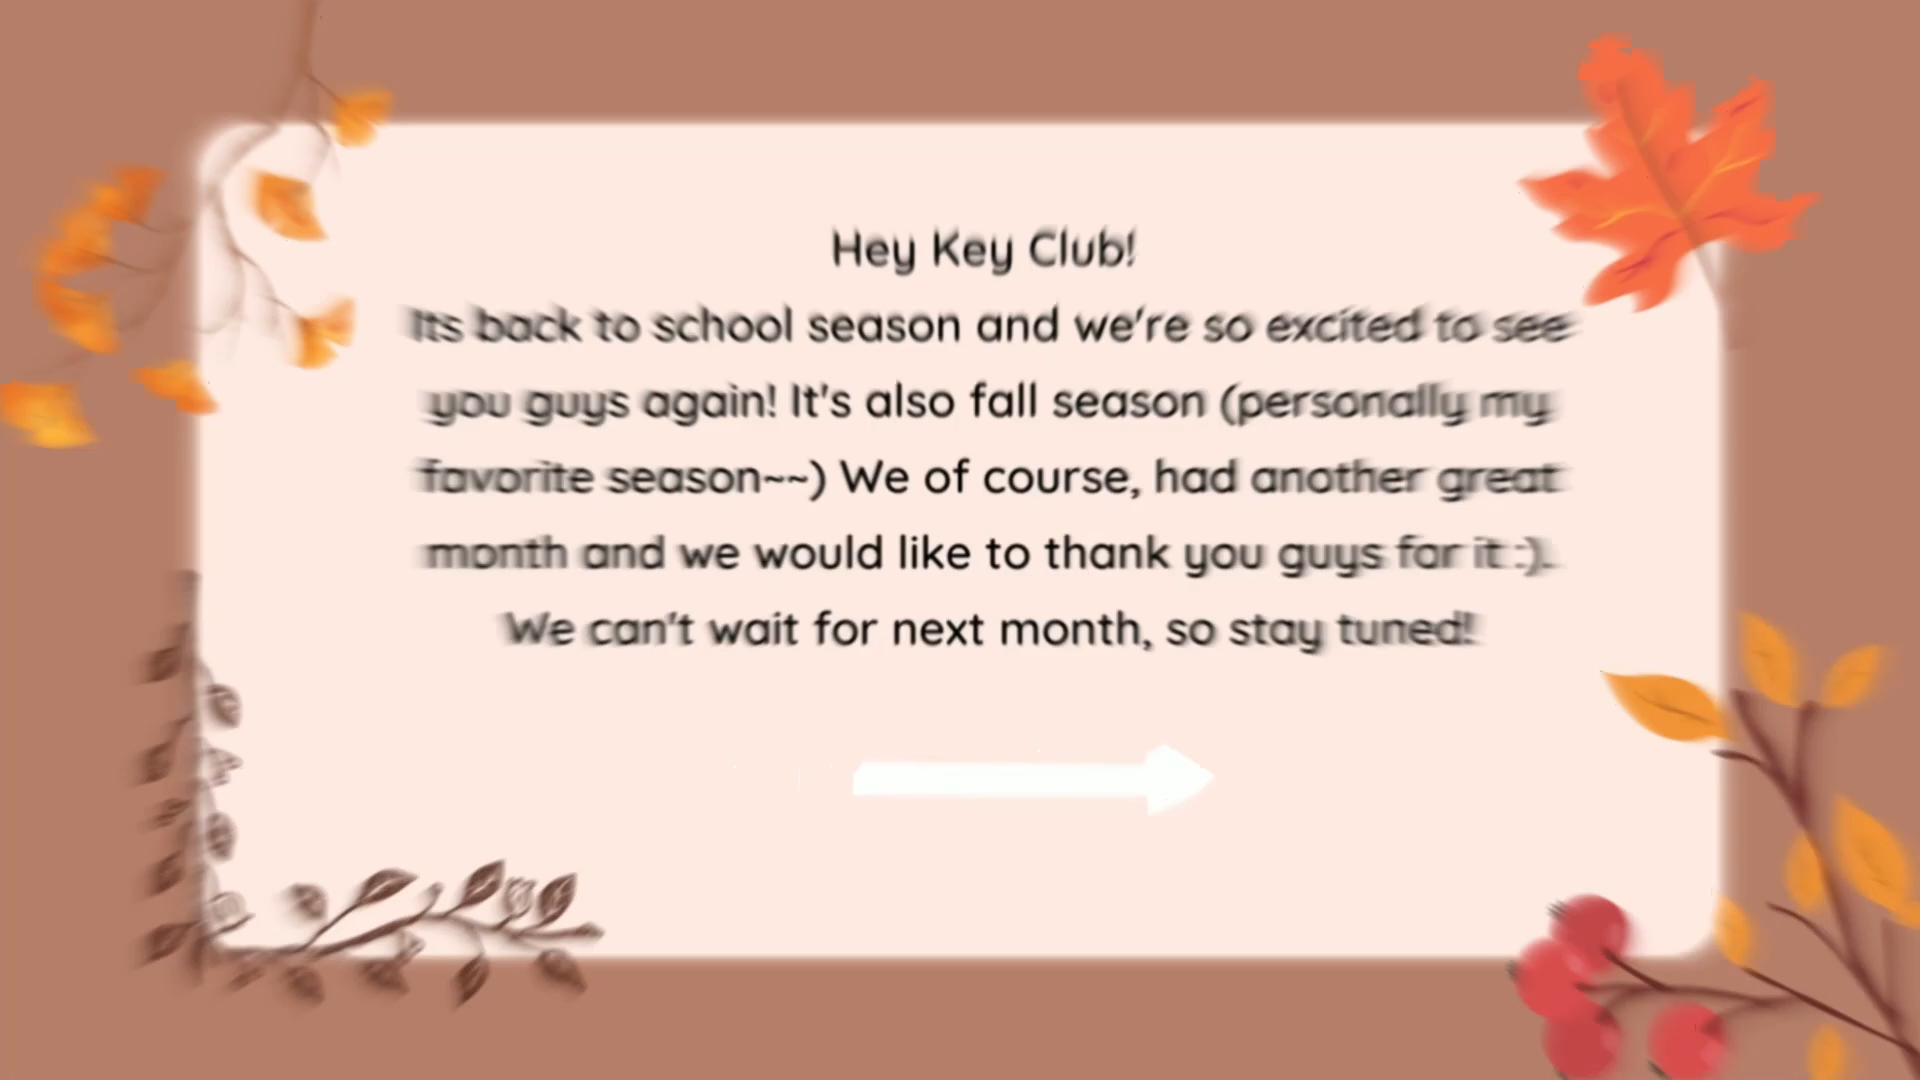 Hey Key Club!
Its back to school season and we're so excited to see
you guys again! It's also fall season (personally my
favorite season~~) We of course, had another great
month and we would like to thank you guys for it :).
We can't wait for next month, so stay tuned!